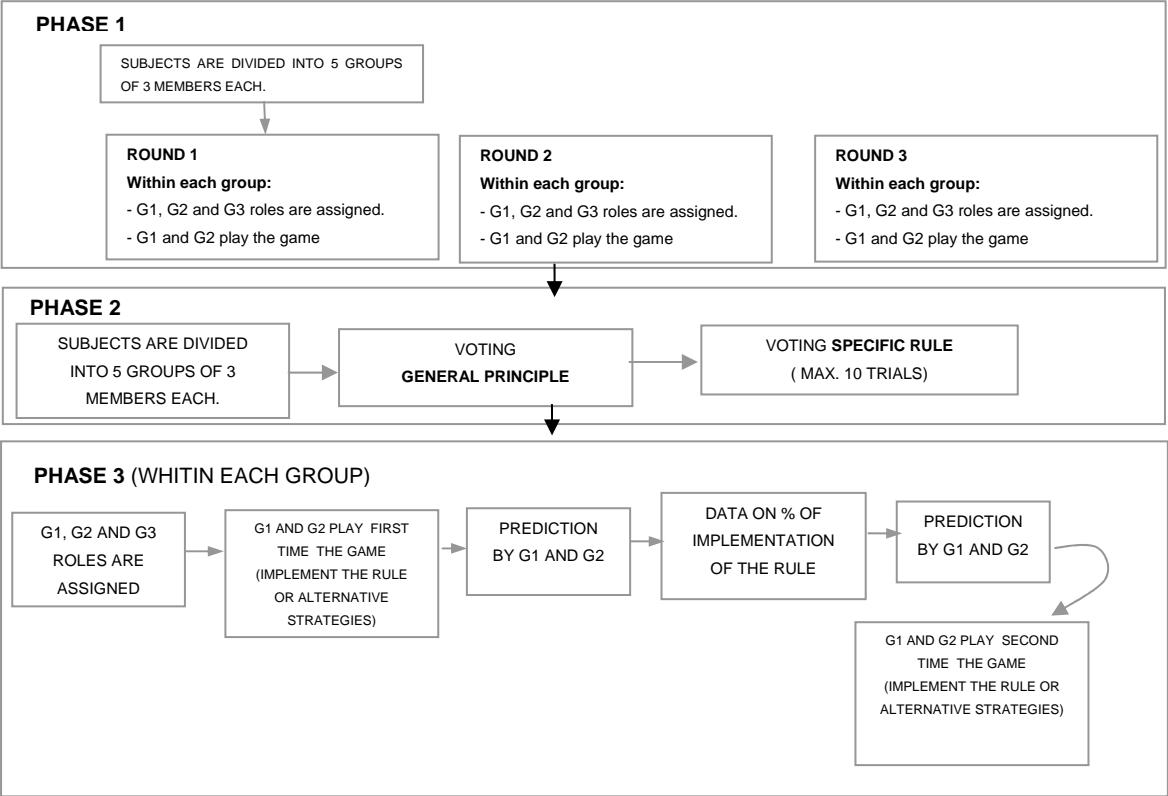 PHASE 1
SUBJECTS ARE DIVIDED INTO 5 GROUPS
OF 3 MEMBERS EACH.
ROUND 1
Within each group:
- G1, G2 and G3 roles are assigned.
- G1 and G2 play the game
ROUND 2
Within each group:
- G1, G2 and G3 roles are assigned.
- G1 and G2 play the game
ROUND 3
Within each group:
- G1, G2 and G3 roles are assigned.
- G1 and G2 play the game
PHASE 2
SUBJECTS ARE DIVIDED
INTO 5 GROUPS OF 3
MEMBERS EACH.
VOTING
GENERAL PRINCIPLE
VOTING SPECIFIC RULE
( MAX. 10 TRIALS)
PHASE 3 (WHITIN EACH GROUP)
G1, G2 AND G3
ROLES ARE
ASSIGNED
G1 AND G2 PLAY FIRST
TIME THE GAME
(IMPLEMENT THE RULE
OR ALTERNATIVE
STRATEGIES)
PREDICTION
BY G1 AND G2
DATA ON % OF
IMPLEMENTATION
OF THE RULE
PREDICTION
BY G1 AND G2
G1 AND G2 PLAY SECOND
TIME THE GAME
(IMPLEMENT THE RULE OR
ALTERNATIVE STRATEGIES)